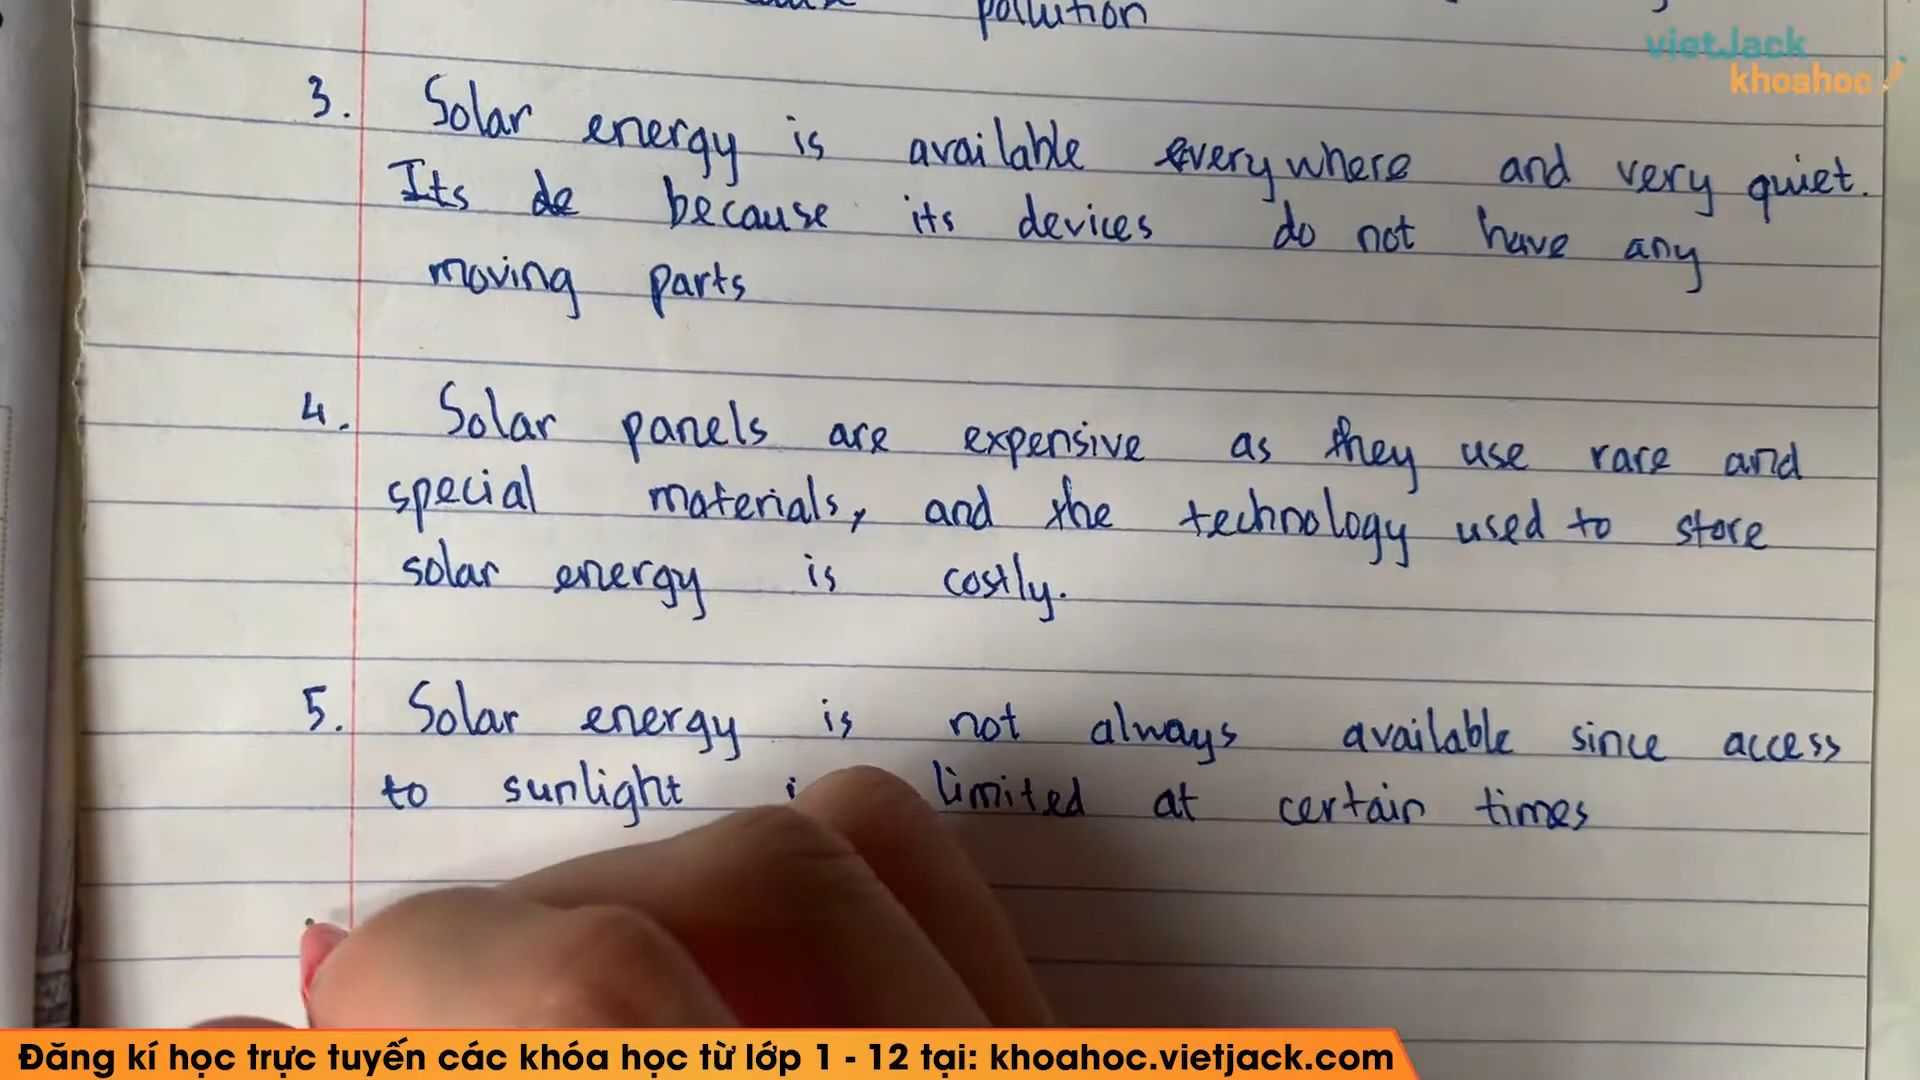 pollution
vietJack
khoahoc
3. Solar energy is available everywhere and very quiet.
Its de because its devices do not have any
moving parts
4. Solar panels are expensive as they use rare and
special materials, and the technology used to store
solar energy is costly.
5. Solar energy is not always available since access
to sunlight limited at certain times
Đăng kí học trực tuyến các khóa học từ lớp 1 - 12 tại: khoahoc.vietjack.com